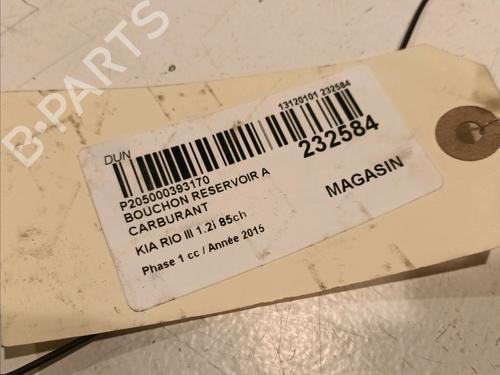 B-PARTS
DUN
13120101 232584
232584
P205000393170
BOUCHON RESERVOIR A
CARBURANT
MAGASIN
KIA RIO III 1.2i 85ch
Phase 1 cc / Année 2015